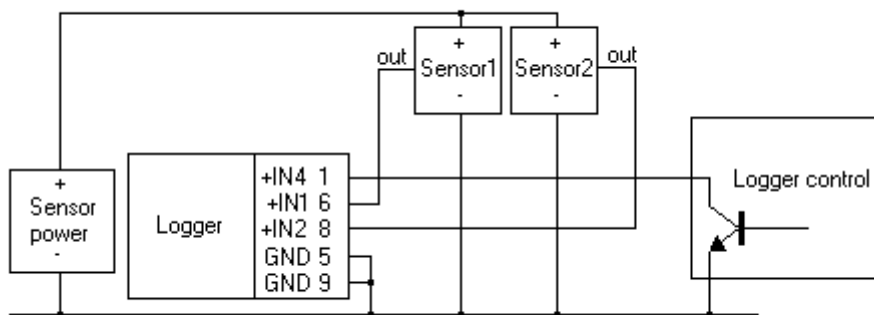 +
Sensor1
-
out
+
Sensor2
-
out
+
Sensor
power
-
Logger
+IN4 1
+IN1 6
+IN2 8
GND 5
GND 9
Logger control